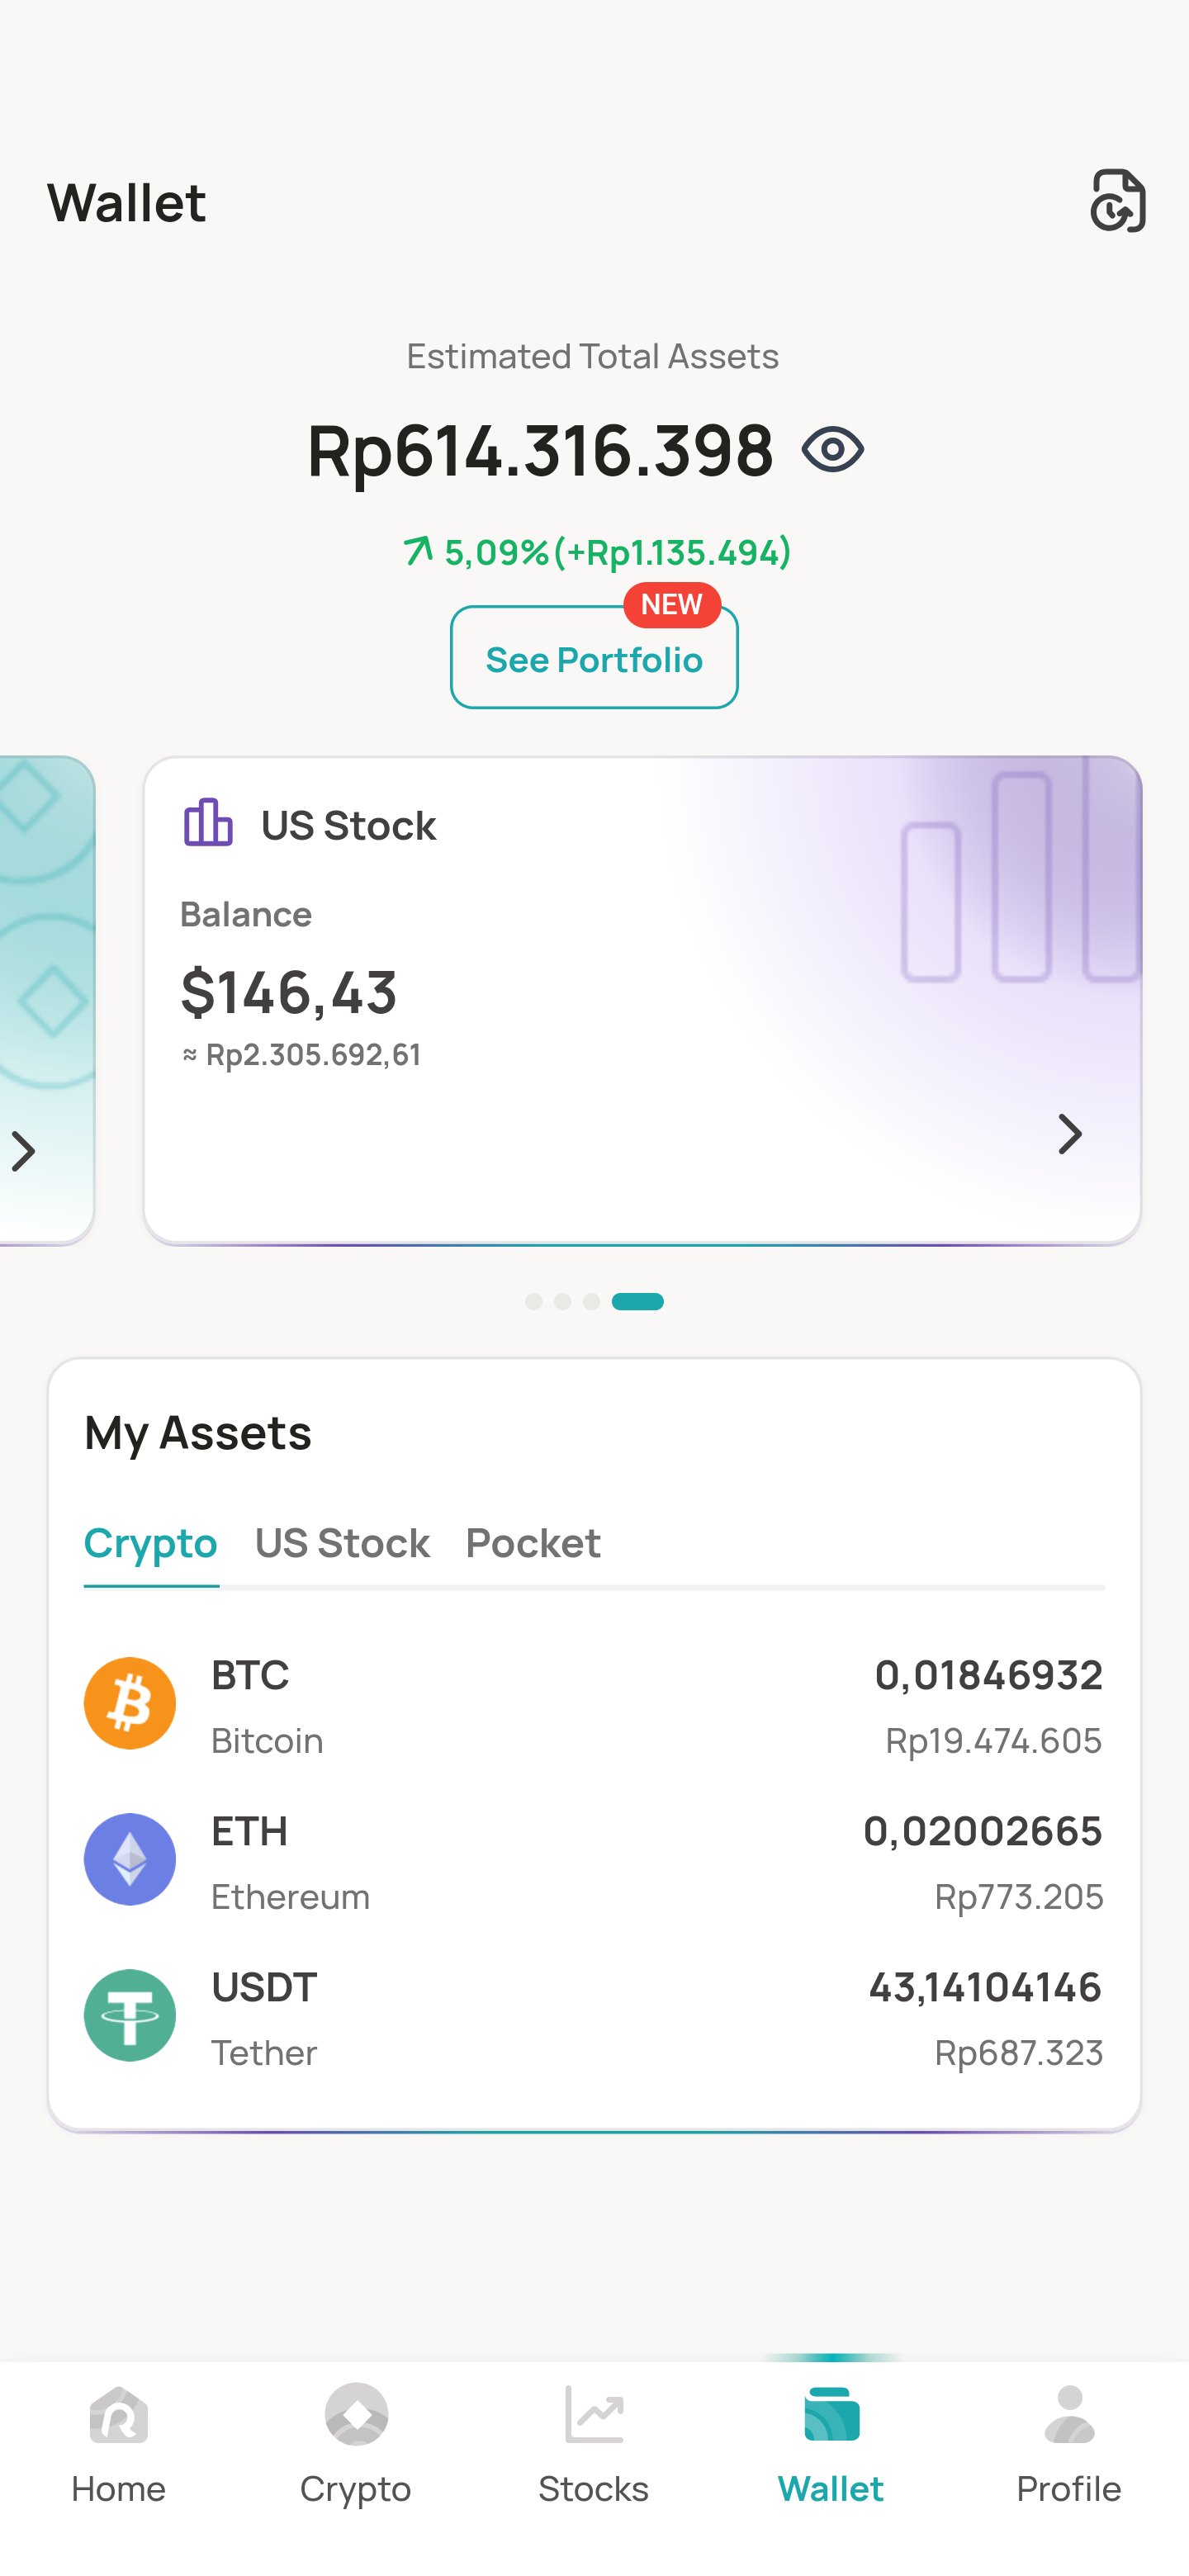 Wallet
Estimated Total Assets
Rp614.316.398
5,09%(+Rp1.135.494)
NEW
See Portfolio
US Stock
Balance
$146,43
≈ Rp2.305.692,61
My Assets
Crypto US Stock Pocket
BTC 0,01846932
Bitcoin Rp19.474.605
ETH 0,02002665
Ethereum Rp773.205
USDT 43,14104146
Tether Rp687.323
Home Crypto Stocks Wallet Profile